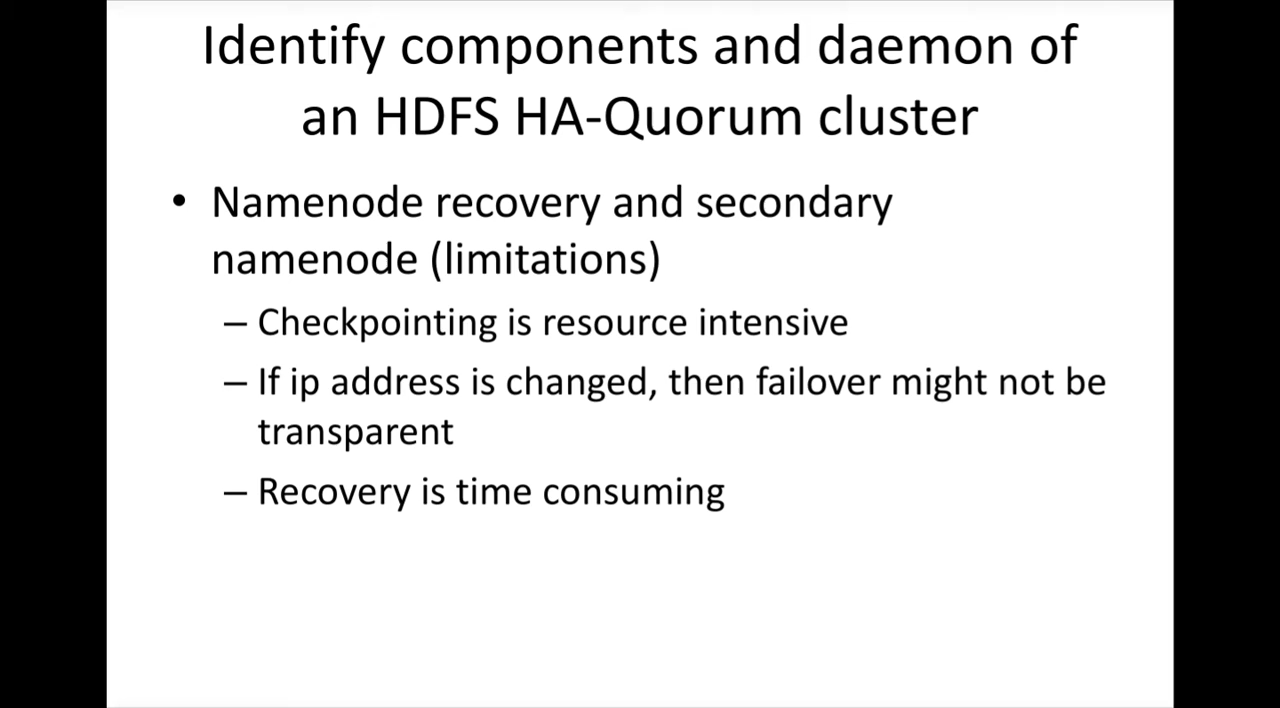 Identify components and daemon of
an HDFS HA-Quorum cluster
• Namenode recovery and secondary
namenode (limitations)
– Checkpointing is resource intensive
– If ip address is changed, then failover might not be
transparent
– Recovery is time consuming